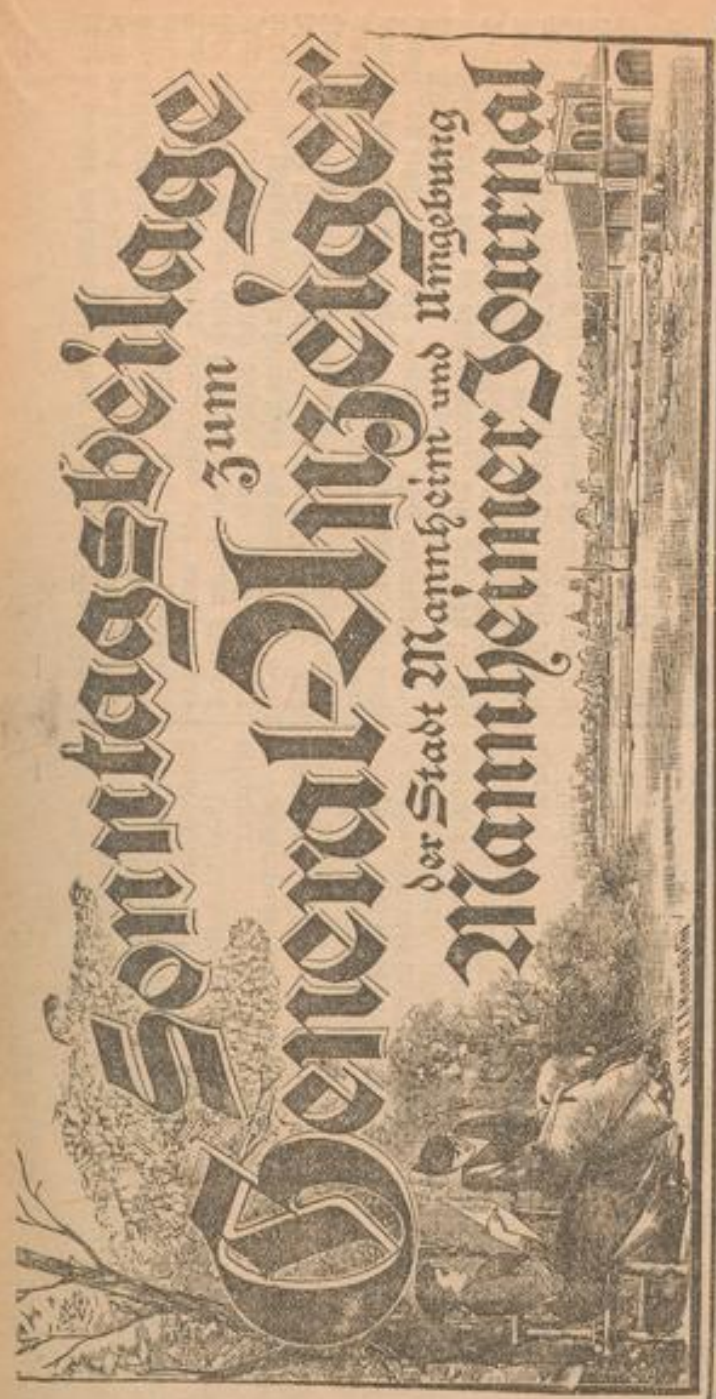 Sonntagsbeilage
zum
General-Anzeiger
der Stadt Mannheim und Umgebung
Mannheimer Journal